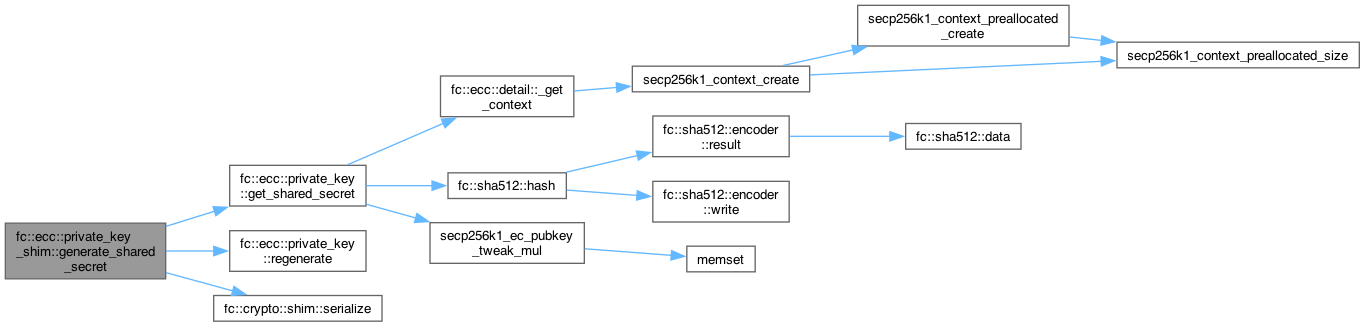 fc::ecc::private_key
_shim::generate_shared
_secret
fc::ecc::private_key
::get_shared_secret
fc::ecc::private_key
::regenerate
fc::crypto::shim::serialize
fc::ecc::detail::_get
_context
fc::sha512::hash
secp256k1_ec_pubkey
_tweak_mul
secp256k1_context_create
fc::sha512::encoder
::result
fc::sha512::encoder
::write
memset
secp256k1_context_preallocated
_create
fc::sha512::data
secp256k1_context_preallocated_size